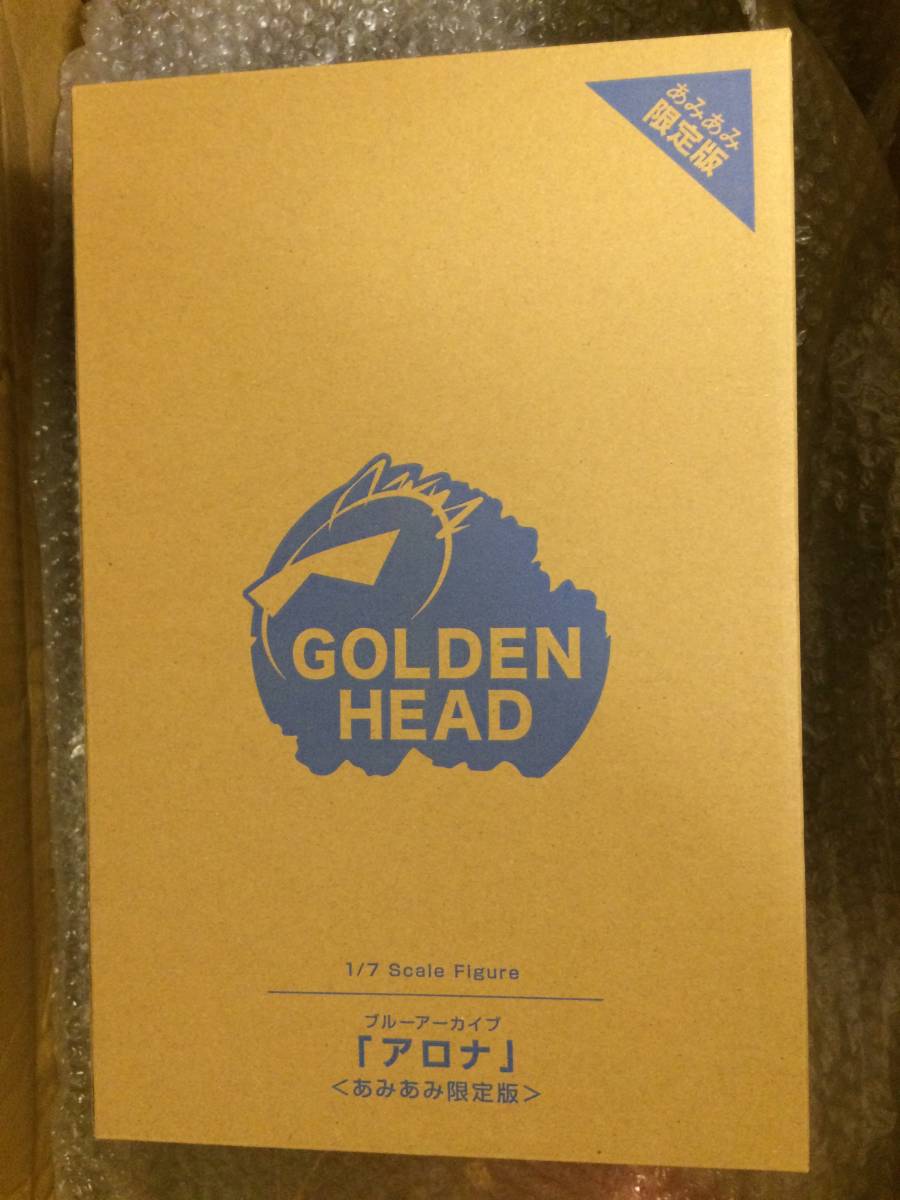 あみあみ
限定版
GOLDEN
HEAD
1/7 Scale Figure
ブルーアーカイブ
「アロナ」
＜あみあみ限定版＞